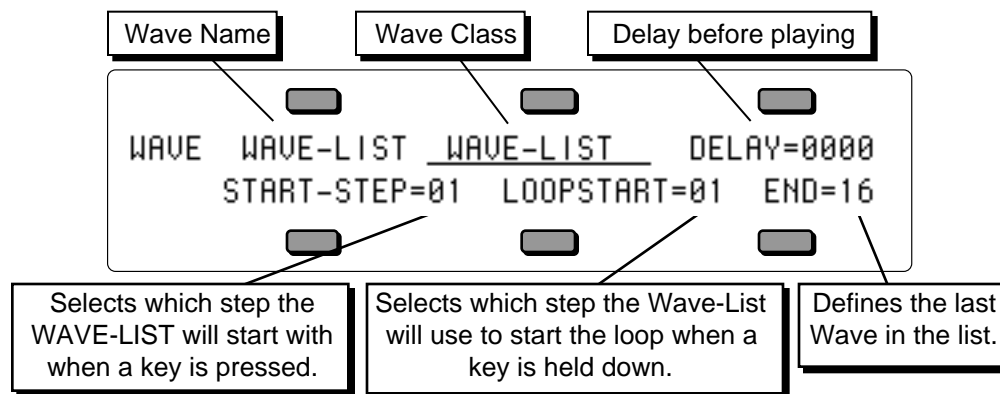 Wave Name
Wave Class
Delay before playing
WAVE WAVE-LIST WAVE-LIST DELAY=0000
START-STEP=01 LOOPSTART=01 END=16
Selects which step the
WAVE-LIST will start with
when a key is pressed.
Selects which step the Wave-List
will use to start the loop when a
key is held down.
Defines the last
Wave in the list.